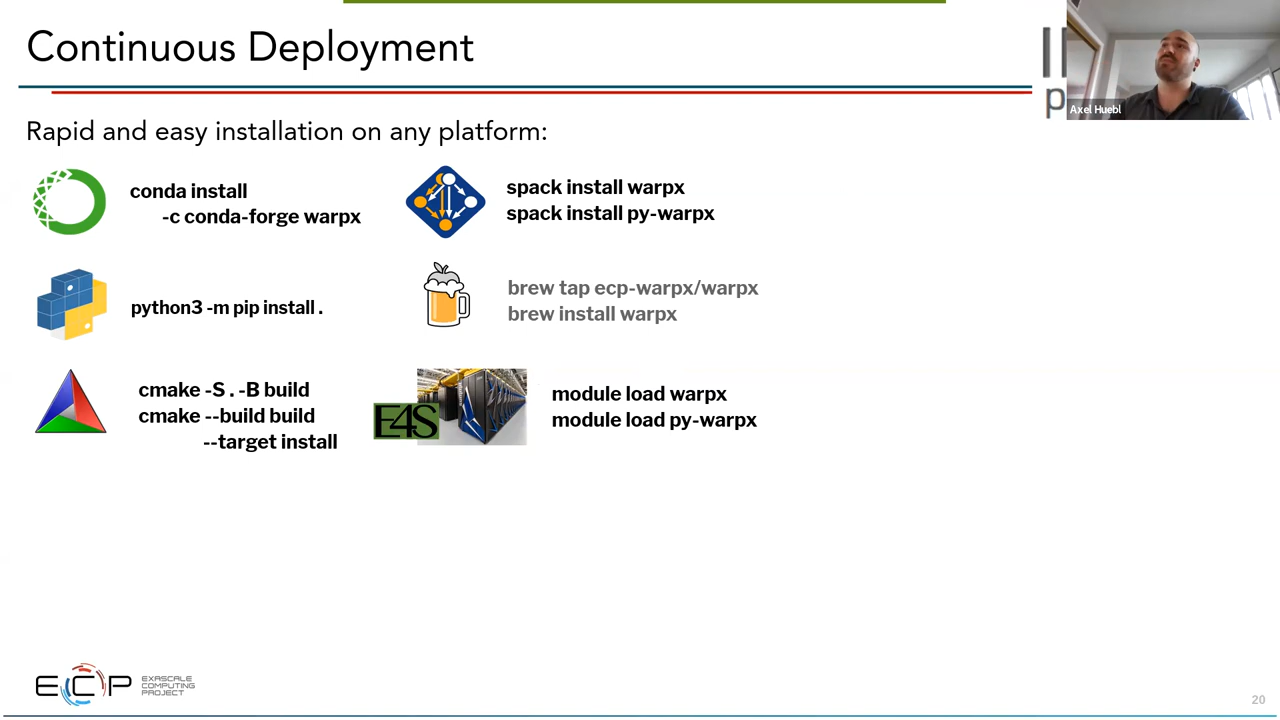 Continuous Deployment
Axel Huebl
Rapid and easy installation on any platform:
conda install
-c conda-forge warpx
spack install warpx
spack install py-warpx
python3 -m pip install .
brew tap ecp-warpx/warpx
brew install warpx
cmake -S . -B build
cmake --build build
--target install
E4S
module load warpx
module load py-warpx
ECP
EXASCALE
COMPUTING
PROJECT
20